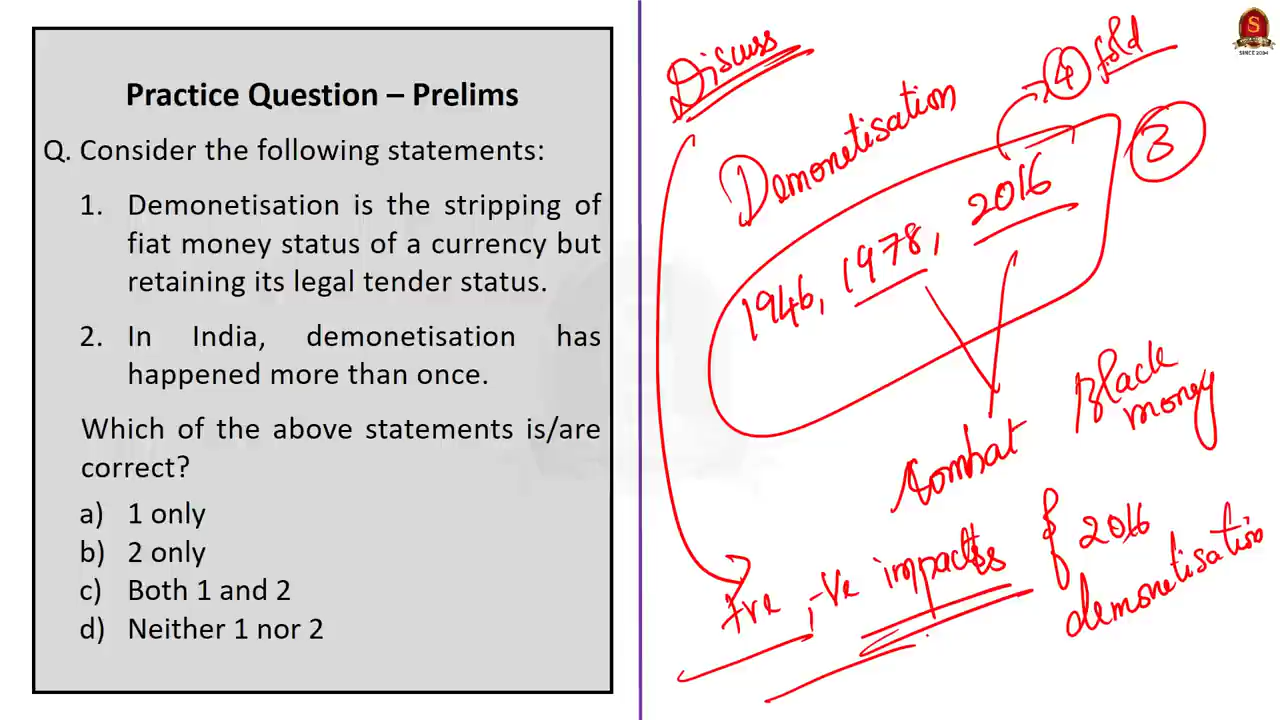 Practice Question – Prelims
Q. Consider the following statements:
1. Demonetisation is the stripping of
fiat money status of a currency but
retaining its legal tender status.
2. In India, demonetisation has
happened more than once.
Which of the above statements is/are
correct?
a) 1 only
b) 2 only
c) Both 1 and 2
d) Neither 1 nor 2
Discuss
4 fold
Demonetisation
3
1946, 1978, 2016
Combat Black
money
+ve, -ve impacts of 2016
demonetisation
S
SINCE 2004